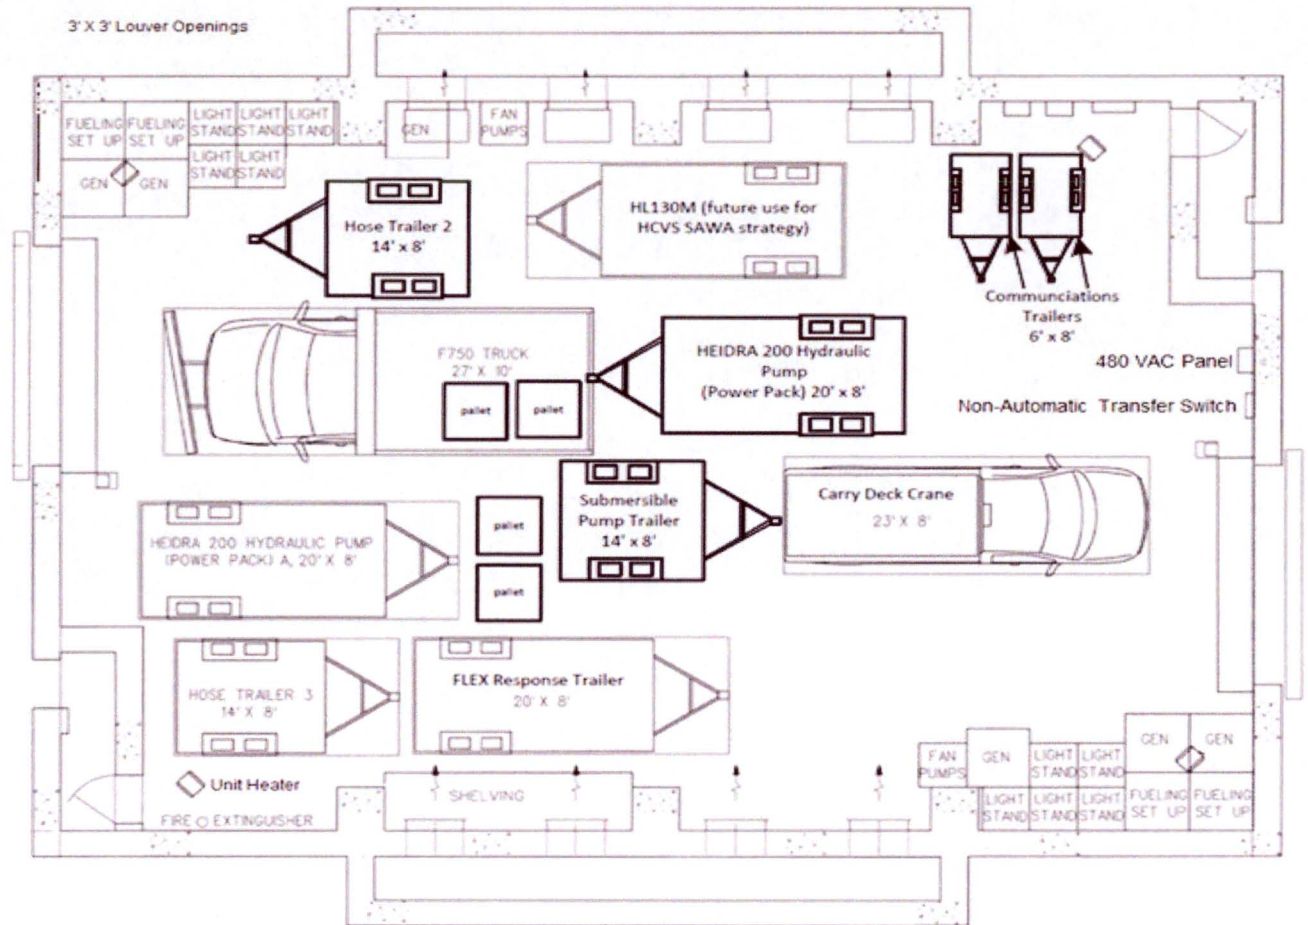 3' X 3' Louver Openings
FUELING SET UP
FUELING SET UP
LIGHT STAND
LIGHT STAND
LIGHT STAND
GEN
FAN PUMPS
LIGHT STAND
LIGHT STAND
GEN
GEN
Hose Trailer 2
14' x 8'
HL130M (future use for
HCVS SAWA strategy)
Communciations
Trailers
6' x 8'
F750 TRUCK
27' X 10'
pallet
pallet
HEIDRA 200 Hydraulic
Pump
(Power Pack) 20' x 8'
480 VAC Panel
Non-Automatic Transfer Switch
HEIDRA 200 HYDRAULIC PUMP
(POWER PACK) A, 20' X 8'
pallet
pallet
Submersible
Pump Trailer
14' x 8'
Carry Deck Crane
23' X 8'
HOSE TRAILER 3
14' X 8'
FLEX Response Trailer
20' X 8'
Unit Heater
FIRE EXTINGUISHER
SHELVING
FAN PUMPS
GEN
LIGHT STAND
LIGHT STAND
GEN
GEN
LIGHT STAND
LIGHT STAND
LIGHT STAND
FUELING SET UP
FUELING SET UP